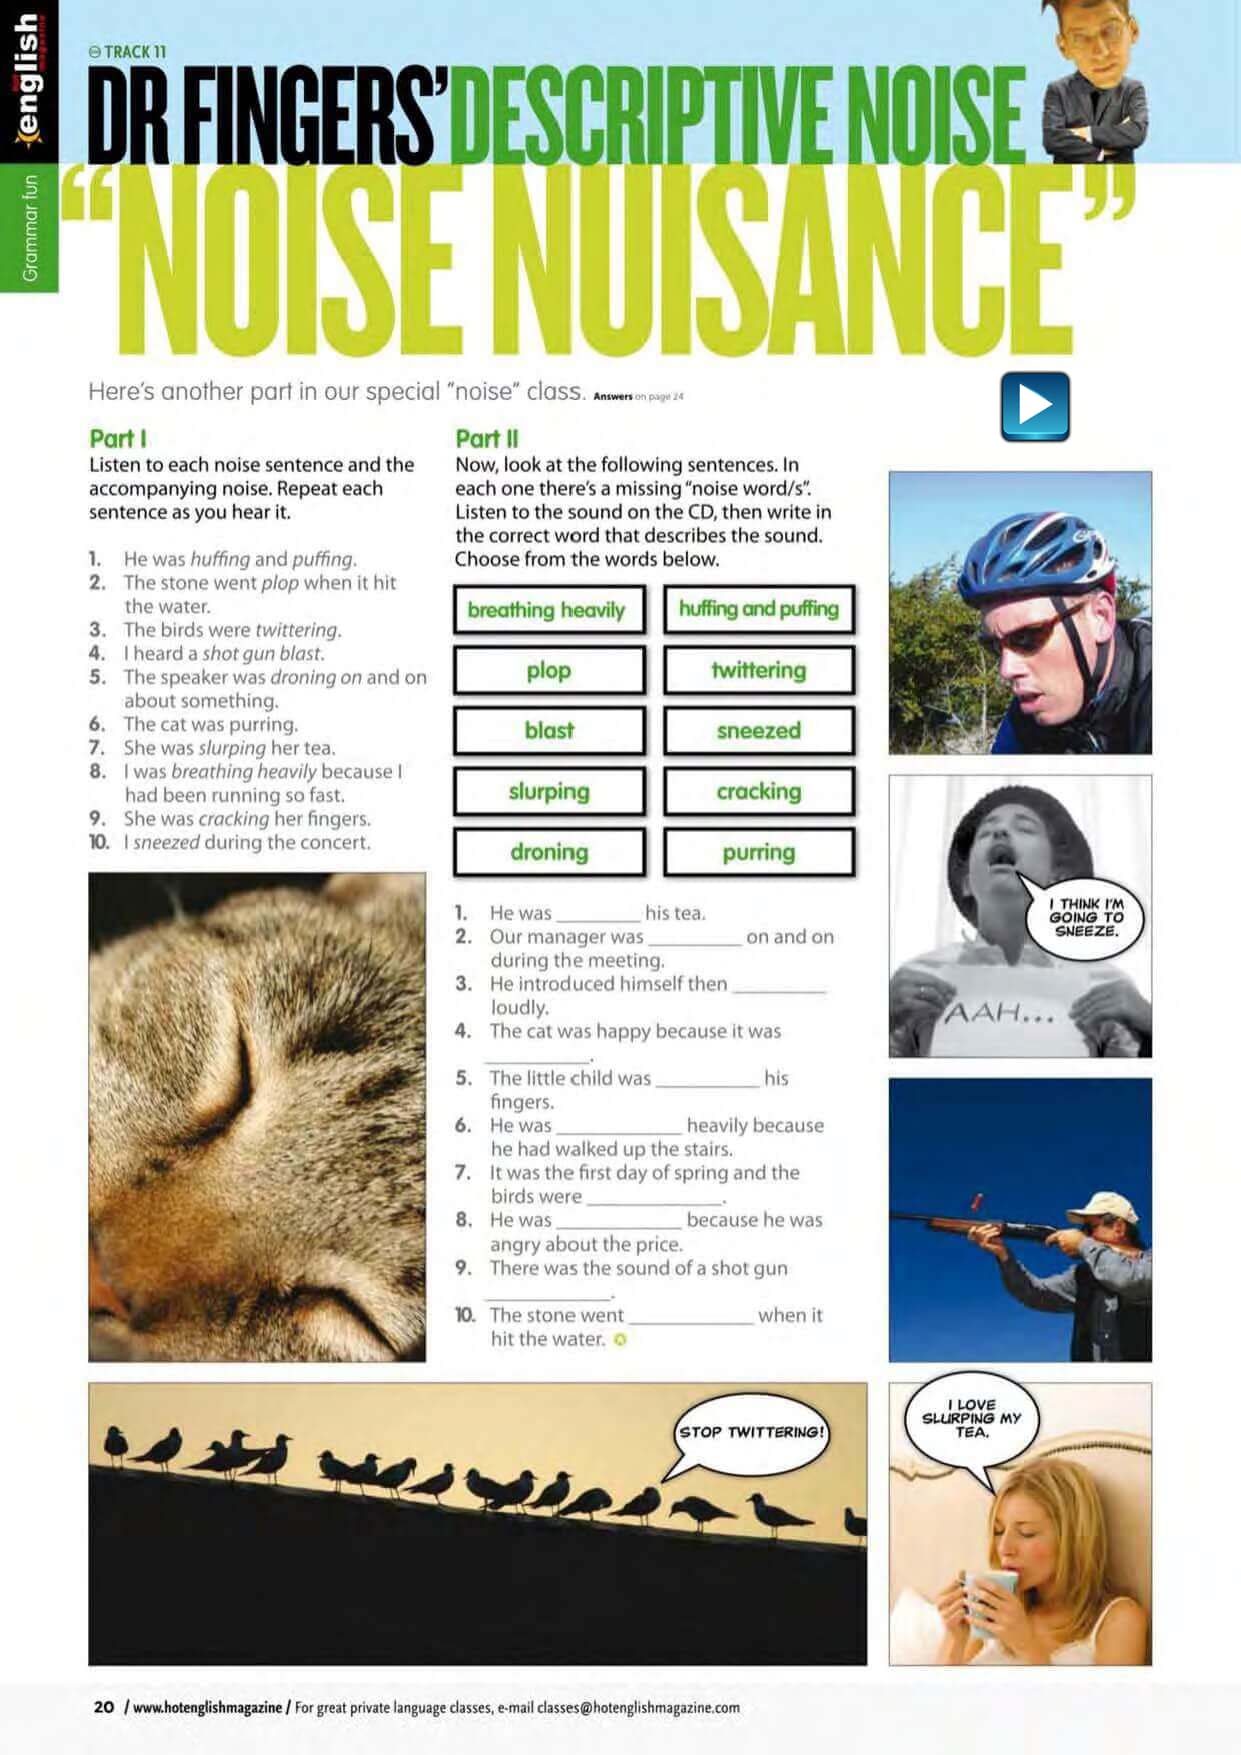 english
magazine
Grammar fun
TRACK 11
DR FINGERS' DESCRIPTIVE NOISE
"NOISE NUISANCE"
Here's another part in our special "noise" class. Answers on page 24
Part I
Listen to each noise sentence and the
accompanying noise. Repeat each
sentence as you hear it.
1. He was huffing and puffing.
2. The stone went plop when it hit
the water.
3. The birds were twittering.
4. I heard a shot gun blast.
5. The speaker was droning on and on
about something.
6. The cat was purring.
7. She was slurping her tea.
8. I was breathing heavily because I
had been running so fast.
9. She was cracking her fingers.
10. I sneezed during the concert.
Part II
Now, look at the following sentences. In
each one there's a missing "noise word/s".
Listen to the sound on the CD, then write in
the correct word that describes the sound.
Choose from the words below.
breathing heavily
huffing and puffing
plop
twittering
blast
sneezed
slurping
cracking
droning
purring
1. He was ________ his tea.
2. Our manager was _________ on and on
during the meeting.
3. He introduced himself then _________
loudly.
4. The cat was happy because it was
__________.
5. The little child was __________ his
fingers.
6. He was ____________ heavily because
he had walked up the stairs.
7. It was the first day of spring and the
birds were _____________.
8. He was ____________ because he was
angry about the price.
9. There was the sound of a shot gun
____________.
10. The stone went ____________ when it
hit the water.
I THINK I'M
GOING TO
SNEEZE.
AAH...
STOP TWITTERING!
I LOVE
SLURPING MY
TEA.
20 / www.hotenglishmagazine / For great private language classes, e-mail classes@hotenglishmagazine.com